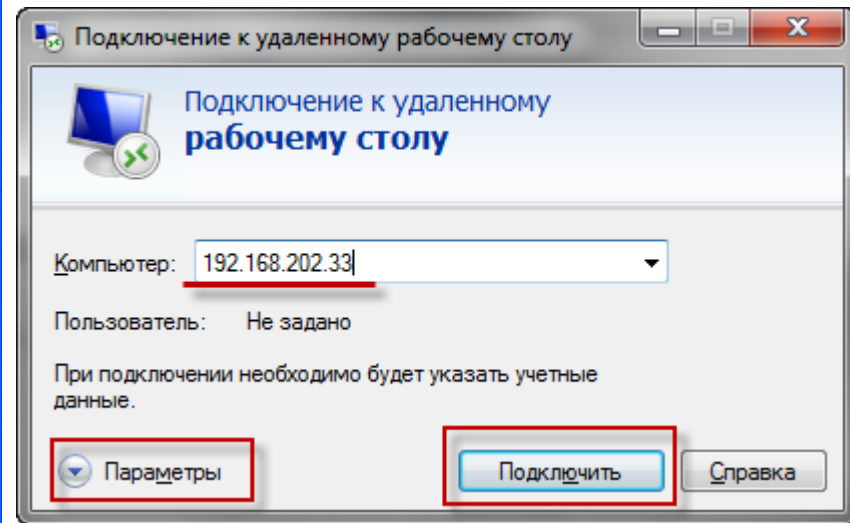 Подключение к удаленному рабочему столу
Подключение к удаленному
рабочему столу
Компьютер: 192.168.202.33
Пользователь: Не задано
При подключении необходимо будет указать учетные
данные.
Параметры Подключить Справка